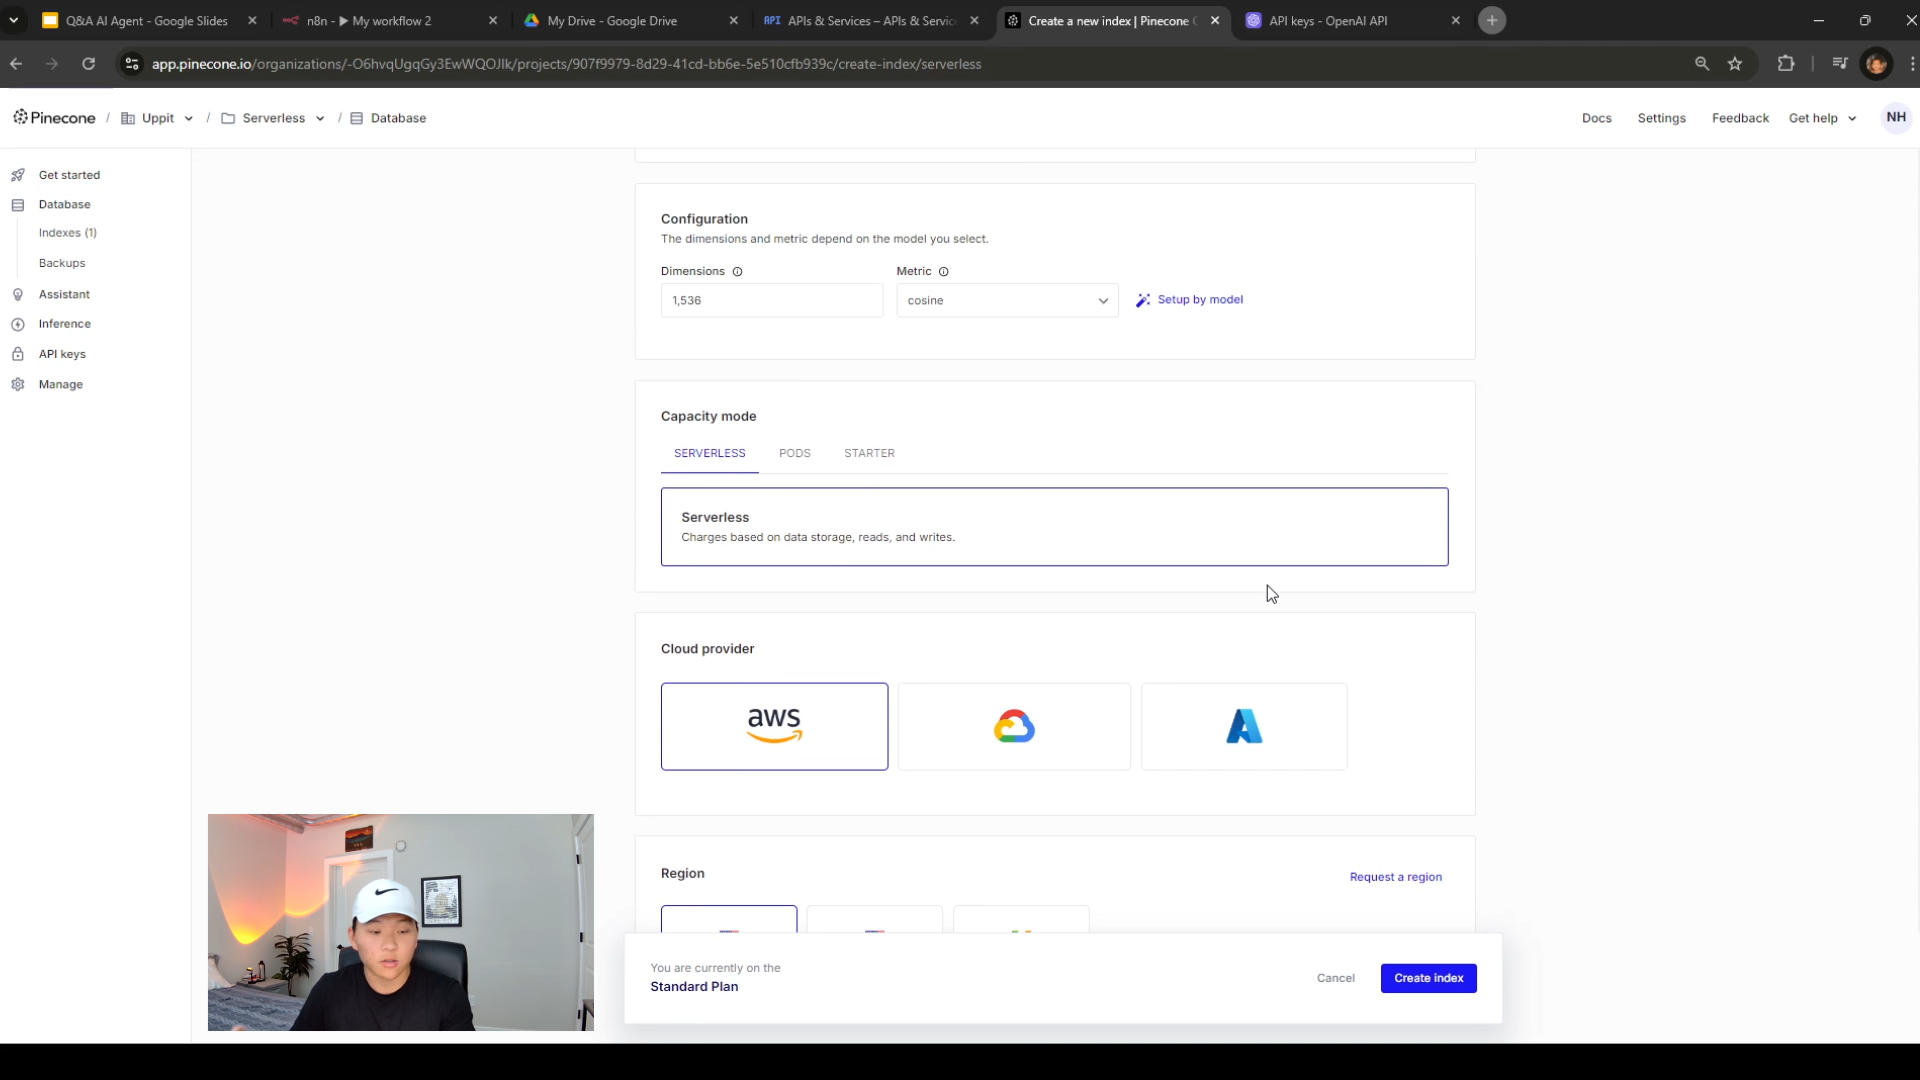 Q&A AI Agent - Google Slides
n8n - ▶ My workflow 2
My Drive - Google Drive
API APIs & Services – APIs & Servic
Create a new index | Pinecone C
API keys - OpenAI API
app.pinecone.io/organizations/-O6hvqUgqGy3EwWQOJlk/projects/907f9979-8d29-41cd-bb6e-5e510cfb939c/create-index/serverless
Pinecone / Uppit / Serverless / Database
Docs
Settings
Feedback
Get help
NH
Get started
Database
Indexes (1)
Backups
Assistant
Inference
API keys
Manage
Configuration
The dimensions and metric depend on the model you select.
Dimensions
Metric
1,536
cosine
Setup by model
Capacity mode
SERVERLESS
PODS
STARTER
Serverless
Charges based on data storage, reads, and writes.
Cloud provider
aws
Region
Request a region
You are currently on the
Standard Plan
Cancel
Create index